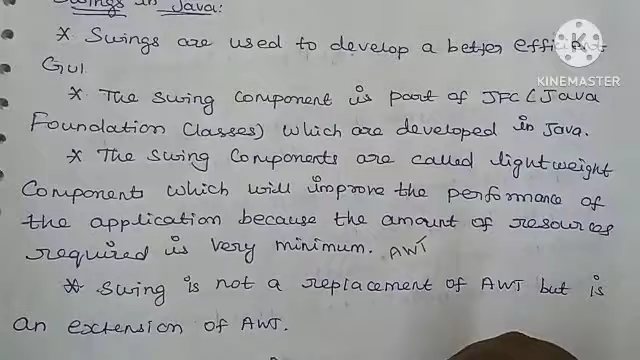 Swings in Java:
* Swings are used to develop a better efficient
GUI.
KINEMASTER
* The swing component is part of JFC (Java
Foundation Classes) which are developed in Java.
* The swing components are called lightweight
components which will improve the performance of
the application because the amount of resources
required is very minimum. AWT
* Swing is not a replacement of AWT but is
an extension of AWT.